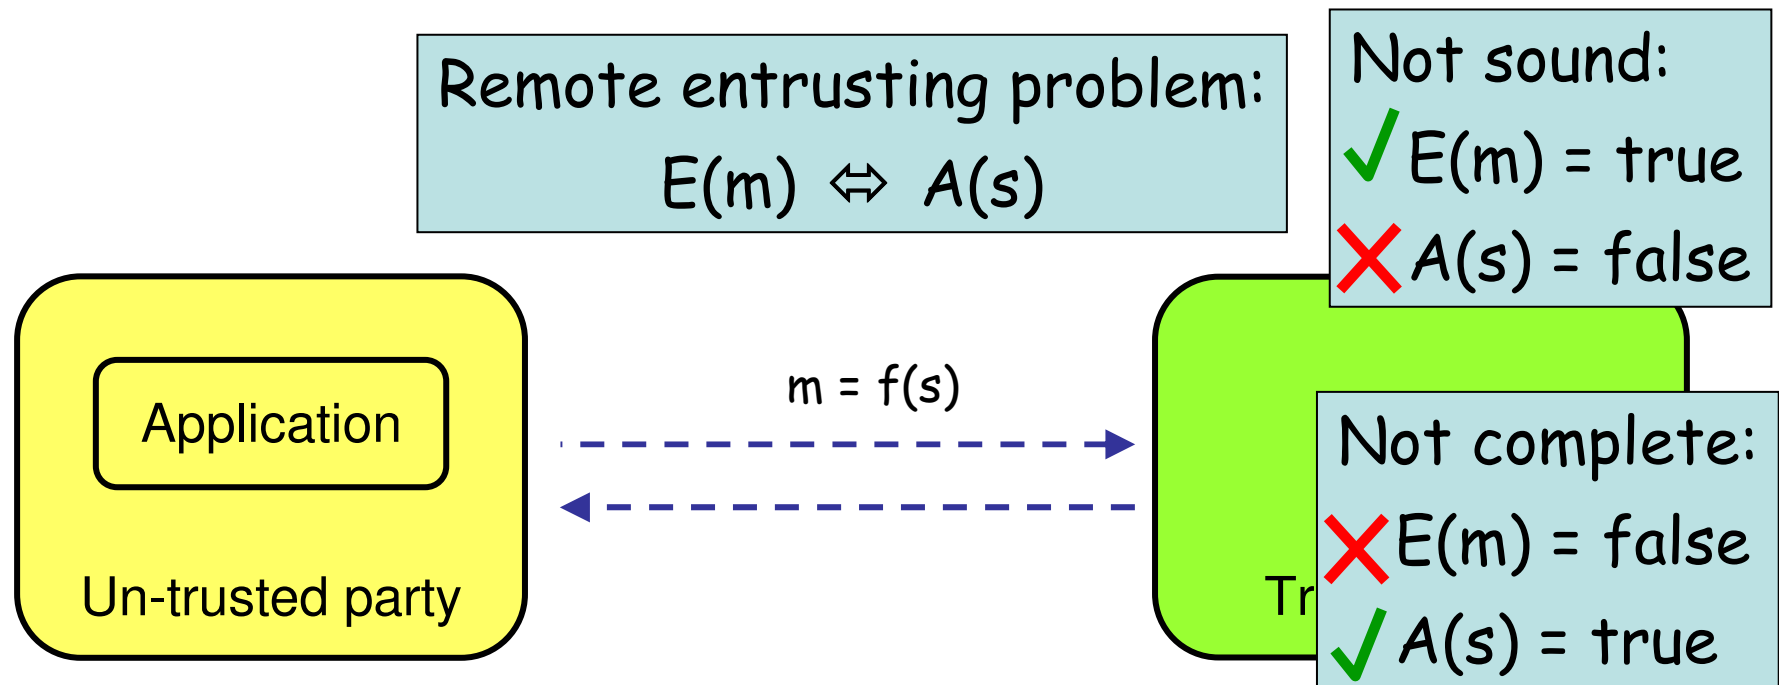 Remote entrusting problem:
E(m) ⇔ A(s)
Not sound:
E(m) = true
A(s) = false
m = f(s)
Application
Un-trusted party
Not complete:
E(m) = false
A(s) = true